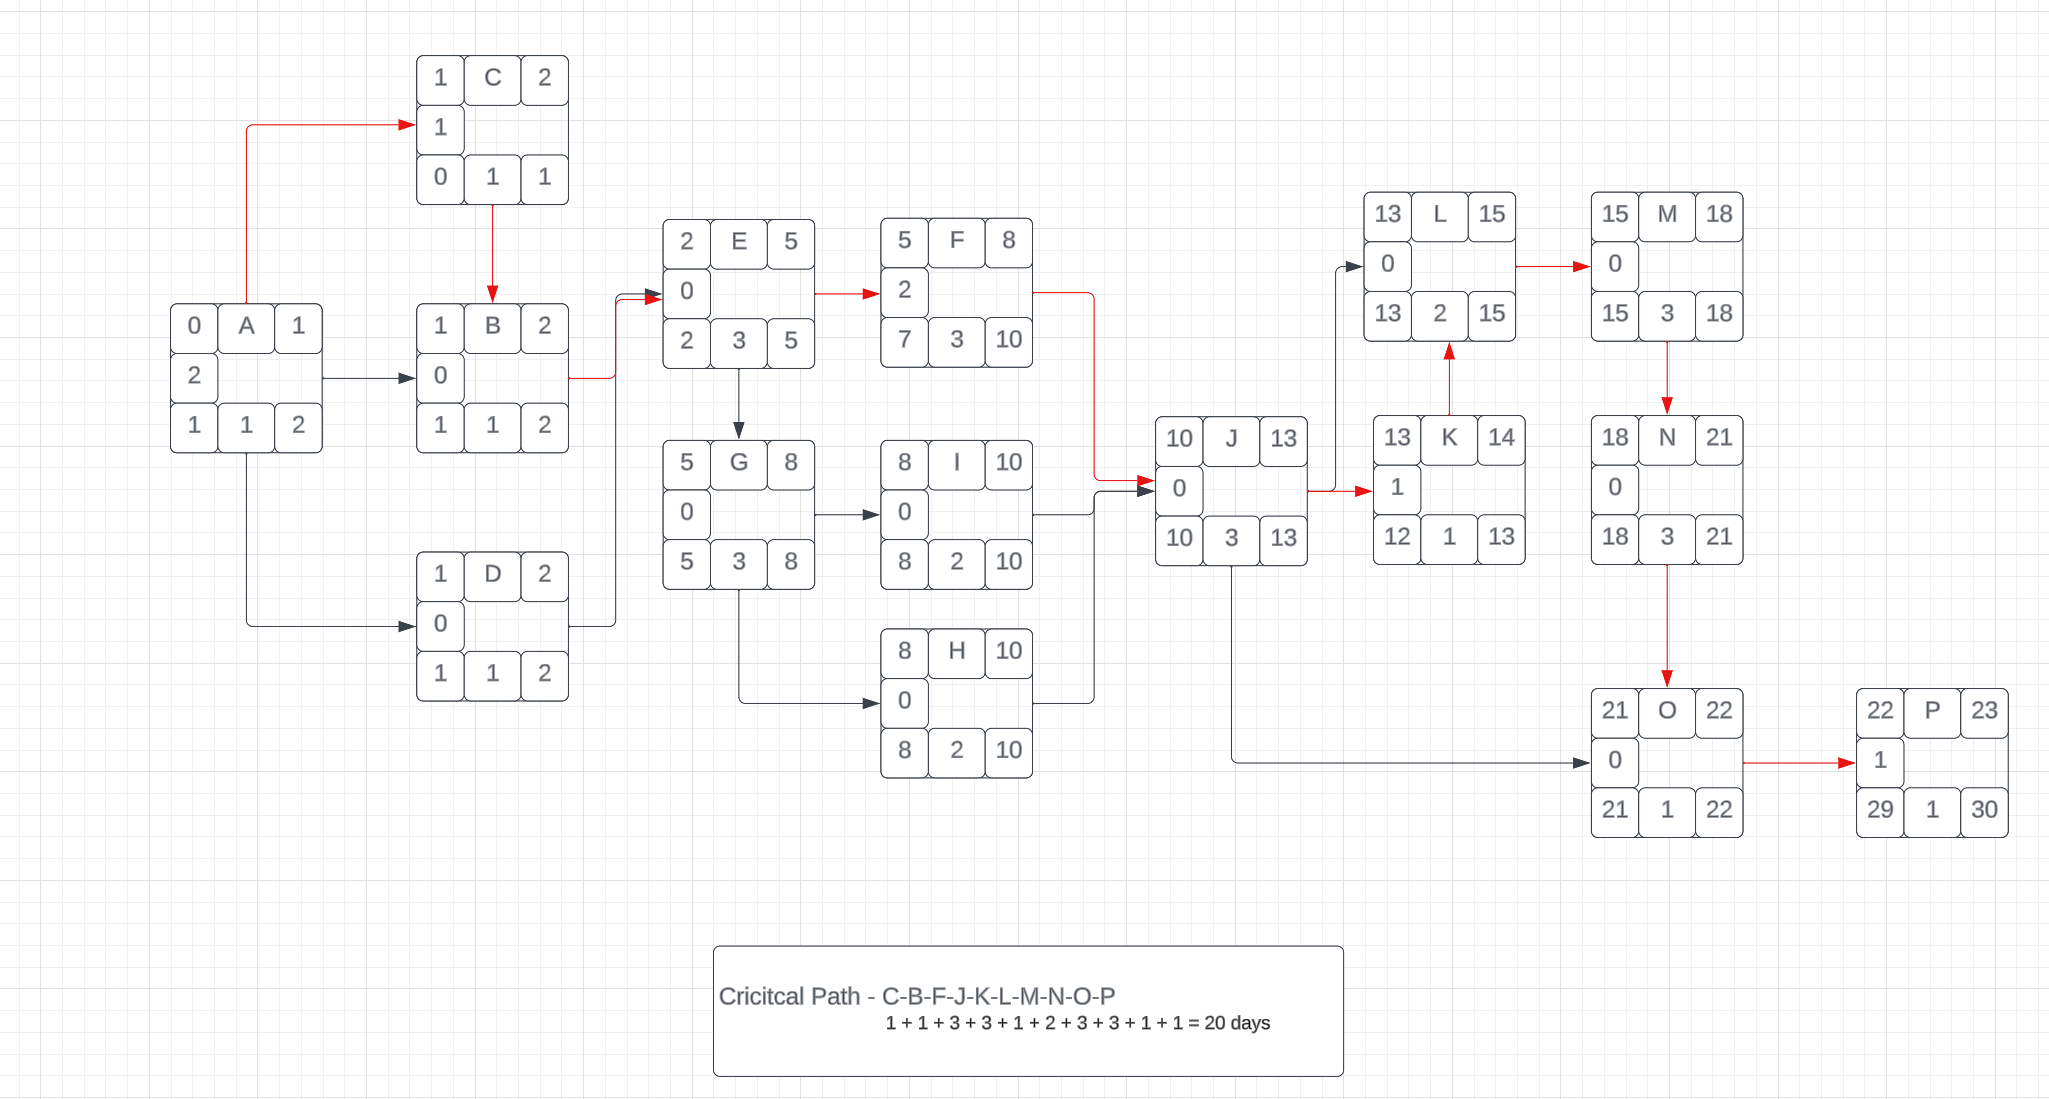 1 C 2
1
0 1 1
0 A 1
2
1 1 2
1 B 2
0
1 1 2
1 D 2
0
1 1 2
2 E 5
0
2 3 5
5 F 8
2
7 3 10
5 G 8
0
5 3 8
8 I 10
0
8 2 10
8 H 10
0
8 2 10
10 J 13
0
10 3 13
13 L 15
0
13 2 15
13 K 14
1
12 1 13
15 M 18
0
15 3 18
18 N 21
0
18 3 21
21 O 22
0
21 1 22
22 P 23
1
29 1 30
Cricitcal Path - C-B-F-J-K-L-M-N-O-P
1 + 1 + 3 + 3 + 1 + 2 + 3 + 3 + 1 + 1 = 20 days